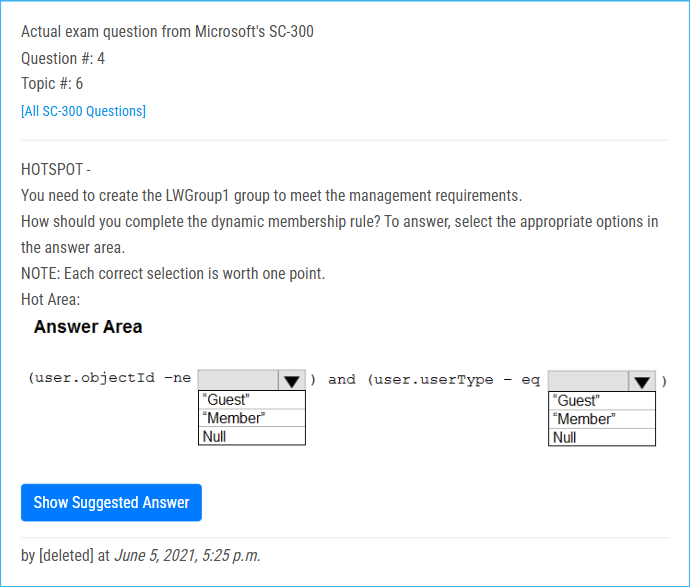 Actual exam question from Microsoft's SC-300
Question #: 4
Topic #: 6
[All SC-300 Questions]
HOTSPOT -
You need to create the LWGroup1 group to meet the management requirements.
How should you complete the dynamic membership rule? To answer, select the appropriate options in
the answer area.
NOTE: Each correct selection is worth one point.
Hot Area:
Answer Area
(user.objectId -ne ) and (user.userType - eq )
"Guest" "Guest"
"Member" "Member"
Null Null
Show Suggested Answer
by [deleted] at June 5, 2021, 5:25 p.m.